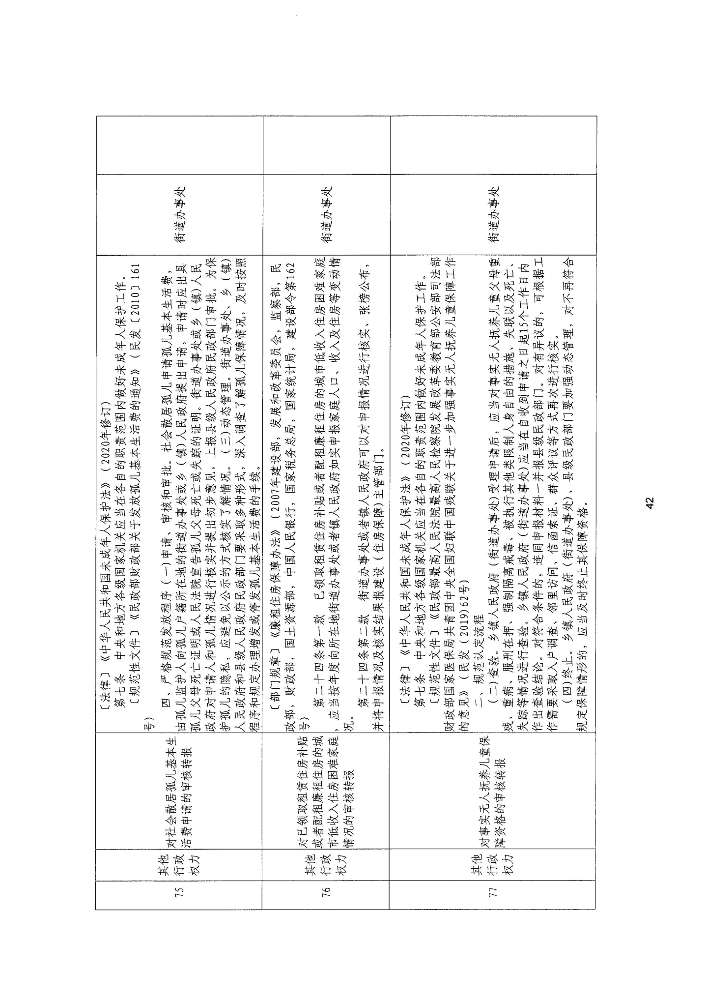 75
其他
行政
权力
对社会散居孤儿基本生
活费申请的审核转报
〔法律〕《中华人民共和国未成年人保护法》（2020年修订）
第七条　中央和地方各级国家机关应当在各自的职责范围内做好未成年人保护工作。
〔规范性文件〕《民政部财政部关于发放孤儿基本生活费的通知》（民发〔2010〕161
号）
四、严格规范发放程序（一)申请、审核和审批。社会散居孤儿申请孤儿基本生活费，
由孤儿监护人向孤儿户籍所在地的街道办事处或乡（镇)人民政府提出申请，申请时应出具
孤儿父母死亡证明或人民法院宣告孤儿父母死亡或失踪的证明。街道办事处或乡（镇)人民
政府对申请人和孤儿情况进行核实并提出初步意见，上报县级人民政府民政部门审批。为保
护孤儿的隐私，应避免以公示的方式核实了解情况。（三)动态管理。街道办事处、乡（镇）
人民政府和县级人民政府民政部门要采取多种形式，深入调查了解孤儿保障情况，及时按照
程序和规定办理增发或停发孤儿基本生活费的手续。
街道办事处
76
其他
行政
权力
对已领取租赁住房补贴
或者配租廉租住房的城
市低收入住房困难家庭
情况的审核转报
〔部门规章〕《廉租住房保障办法》（2007年建设部，发展和改革委员会，监察部，民
政部，财政部，国土资源部，中国人民银行，国家税务总局，国家统计局，建设部令第162
号）
第二十四条第一款　已领取租赁住房补贴或者配租廉租住房的城市低收入住房困难家庭
，应当按年度向所在地街道办事处或者镇人民政府如实申报家庭人口、收入及住房等变动情
况。
第二十四条第二款　街道办事处或者镇人民政府可以对申报情况进行核实、张榜公布，
并将申报情况及核实结果报建设（住房保障)主管部门。
街道办事处
77
其他
行政
权力
对事实无人抚养儿童保
障资格的审核转报
〔法律〕《中华人民共和国未成年人保护法》（2020年修订）
第七条　中央和地方各级国家机关应当在各自的职责范围内做好未成年人保护工作。
〔规范性文件〕《民政部最高人民法院最高人民检察院发展改革委教育部公安部司法部
财政部国家医保局共青团中央全国妇联中国残联关于进一步加强事实无人抚养儿童保障工作
的意见》（民发（2019)62号）
二、规范认定流程
（二)查验。乡镇人民政府（街道办事处)受理申请后，应当对事实无人抚养儿童父母重
残、重病、服刑在押、强制隔离戒毒、被执行其他类限制人身自由的措施、失联以及死亡、
失踪等情况进行查验。乡镇人民政府（街道办事处)应当在自收到申请之日起15个工作日内
作出查验结论。对符合条件的，连同申报材料一并报县级民政部门。对有异议的，可根据工
作需要采取入户调查、邻里访问、信函索证、群众评议等方式再次进行核实。
（四)终止。乡镇人民政府（街道办事处）、县级民政部门要加强动态管理，对不再符合
规定保障情形的，应当及时终止其保障资格。
街道办事处
42